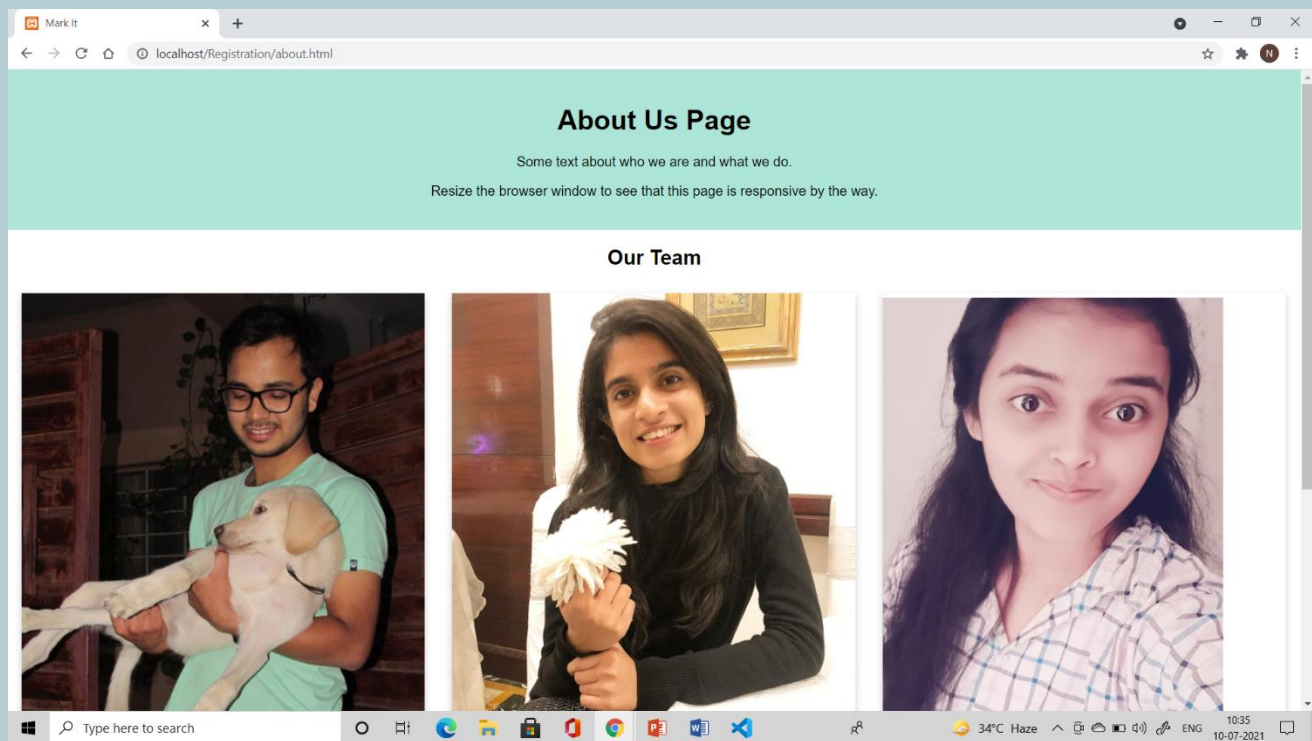 Mark It
localhost/Registration/about.html
N
About Us Page
Some text about who we are and what we do.
Resize the browser window to see that this page is responsive by the way.
Our Team
Type here to search
34°C Haze
ENG
10:35
10-07-2021